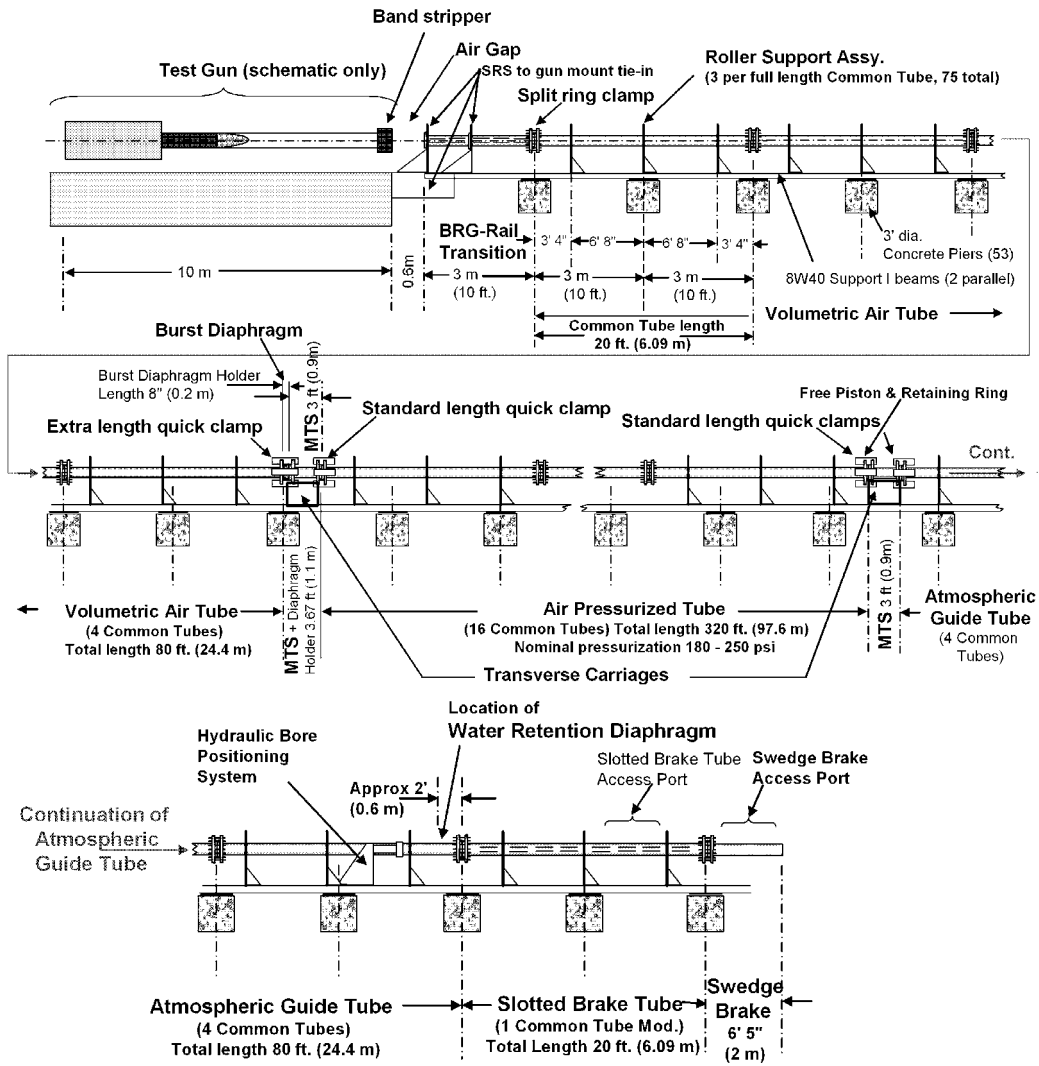 Band stripper
Air Gap
Test Gun (schematic only)
SRS to gun mount tie-in
Split ring clamp
Roller Support Assy.
(3 per full length Common Tube, 75 total)
BRG-Rail
Transition
3' 4"
6' 8"
6' 8"
3' 4"
3' dia.
Concrete Piers (53)
10 m
0.6m
3 m
(10 ft.)
3 m
(10 ft.)
3 m
(10 ft.)
8W40 Support I beams (2 parallel)
Common Tube length
20 ft. (6.09 m)
Volumetric Air Tube
Burst Diaphragm
Burst Diaphragm Holder
Length 8" (0.2 m)
MTS 3 ft (0.9m)
Extra length quick clamp
Standard length quick clamp
Free Piston & Retaining Ring
Standard length quick clamps
Cont.
Volumetric Air Tube
(4 Common Tubes)
Total length 80 ft. (24.4 m)
MTS + Diaphragm
Holder 3.67 ft (1.1 m)
Air Pressurized Tube
(16 Common Tubes) Total length 320 ft. (97.6 m)
Nominal pressurization 180 - 250 psi
MTS 3 ft (0.9m)
Atmospheric
Guide Tube
(4 Common
Tubes)
Transverse Carriages
Location of
Water Retention Diaphragm
Hydraulic Bore
Positioning
System
Approx 2'
(0.6 m)
Slotted Brake Tube
Access Port
Swedge Brake
Access Port
Continuation of
Atmospheric
Guide Tube
Atmospheric Guide Tube
(4 Common Tubes)
Total length 80 ft. (24.4 m)
Slotted Brake Tube
(1 Common Tube Mod.)
Total Length 20 ft. (6.09 m)
Swedge
Brake
6' 5"
(2 m)